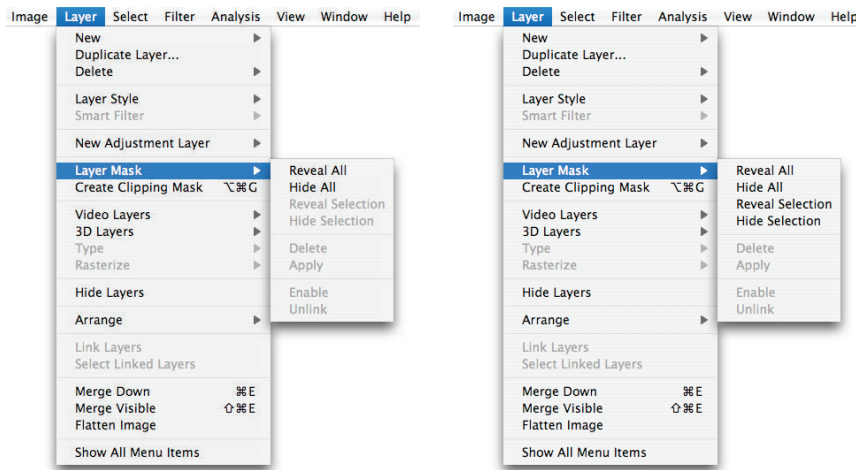 Image Layer Select Filter Analysis View Window Help
New
Duplicate Layer...
Delete
Layer Style
Smart Filter
New Adjustment Layer
Layer Mask
Create Clipping Mask ⌥⌘G
Video Layers
3D Layers
Type
Rasterize
Hide Layers
Arrange
Link Layers
Select Linked Layers
Merge Down ⌘E
Merge Visible ⇧⌘E
Flatten Image
Show All Menu Items
Reveal All
Hide All
Reveal Selection
Hide Selection
Delete
Apply
Enable
Unlink
Image Layer Select Filter Analysis View Window Help
New
Duplicate Layer...
Delete
Layer Style
Smart Filter
New Adjustment Layer
Layer Mask
Create Clipping Mask ⌥⌘G
Video Layers
3D Layers
Type
Rasterize
Hide Layers
Arrange
Link Layers
Select Linked Layers
Merge Down ⌘E
Merge Visible ⇧⌘E
Flatten Image
Show All Menu Items
Reveal All
Hide All
Reveal Selection
Hide Selection
Delete
Apply
Enable
Unlink